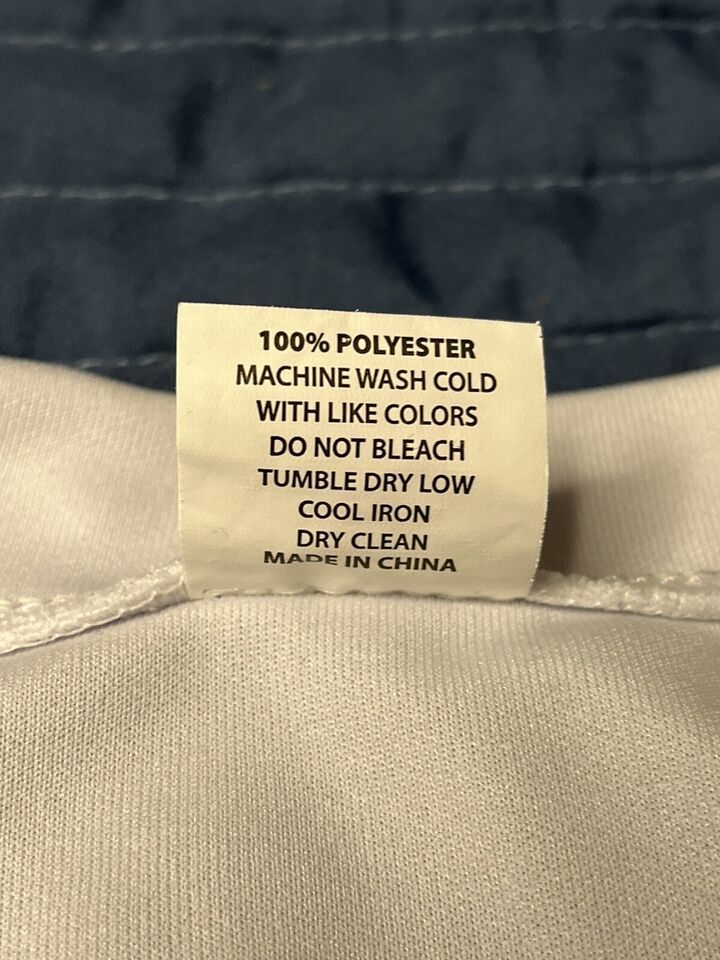 100% POLYESTER
MACHINE WASH COLD
WITH LIKE COLORS
DO NOT BLEACH
TUMBLE DRY LOW
COOL IRON
DRY CLEAN
MADE IN CHINA